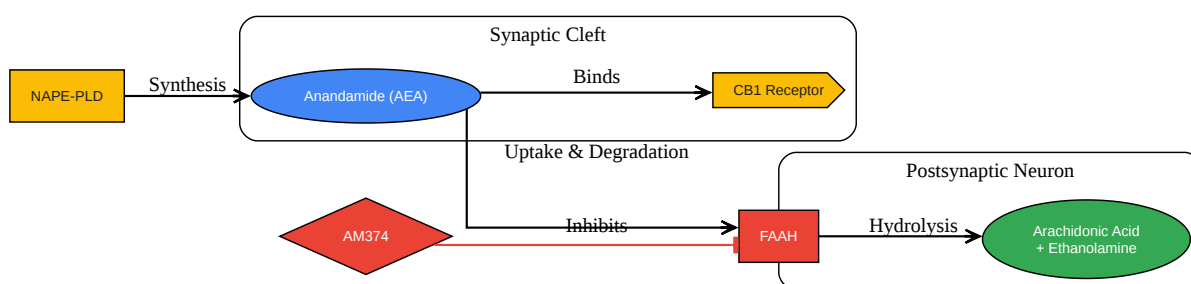 Synaptic Cleft
NAPE-PLD
Synthesis
Anandamide (AEA)
Binds
CB1 Receptor
Uptake & Degradation
Postsynaptic Neuron
AM374
Inhibits
FAAH
Hydrolysis
Arachidonic Acid
+ Ethanolamine